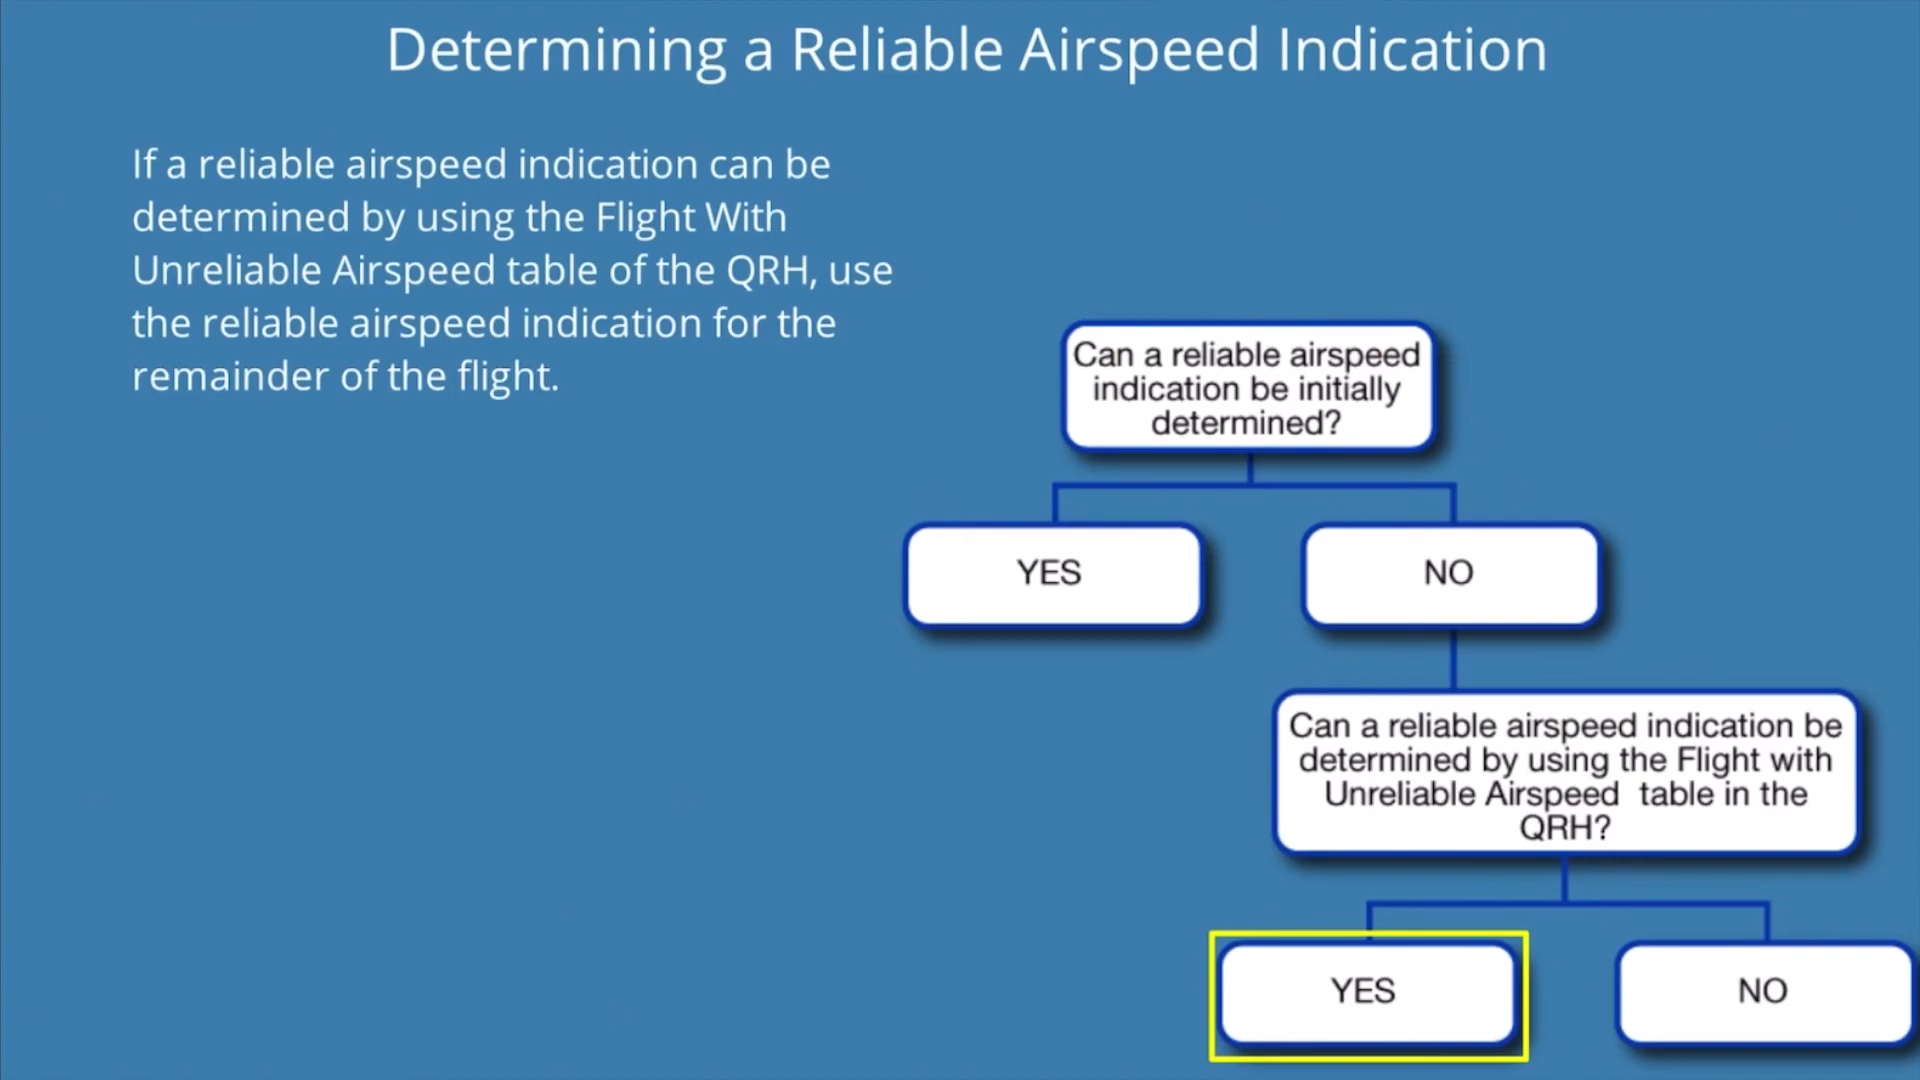 Determining a Reliable Airspeed Indication
If a reliable airspeed indication can be
determined by using the Flight With
Unreliable Airspeed table of the QRH, use
the reliable airspeed indication for the
remainder of the flight.
Can a reliable airspeed
indication be initially
determined?
YES
NO
Can a reliable airspeed indication be
determined by using the Flight with
Unreliable Airspeed  table in the
QRH?
YES
NO